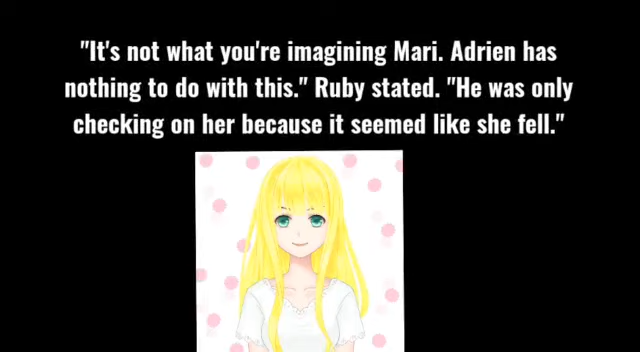 "It's not what you're imagining Mari. Adrien has
nothing to do with this." Ruby stated. "He was only
checking on her because it seemed like she fell."